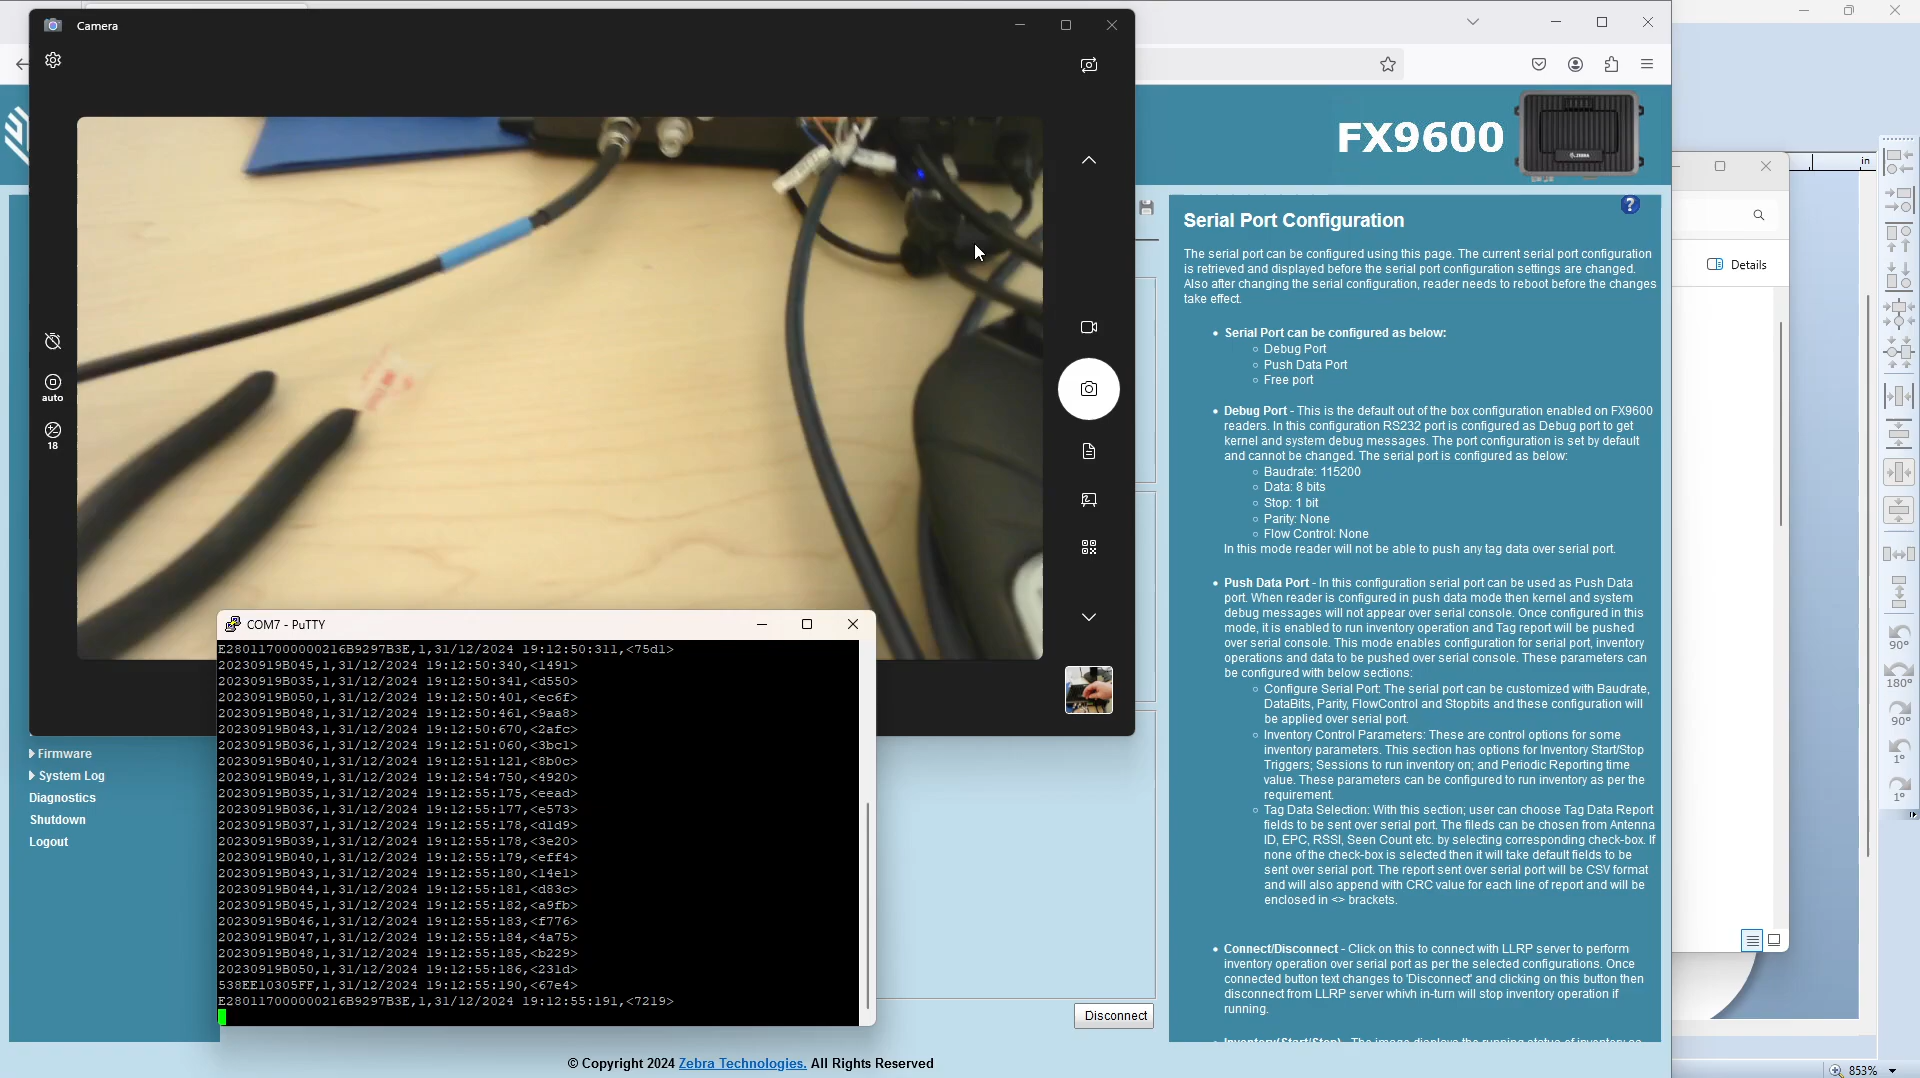 Camera
auto
18
FX9600
ZEBRA
in
Details
Serial Port Configuration
The serial port can be configured using this page. The current serial port configuration
is retrieved and displayed before the serial port configuration settings are changed.
Also after changing the serial configuration, reader needs to reboot before the changes
take effect.
Serial Port can be configured as below:
Debug Port
Push Data Port
Free port
Debug Port - This is the default out of the box configuration enabled on FX9600
readers. In this configuration RS232 port is configured as Debug port to get
kernel and system debug messages. The port configuration is set by default
and cannot be changed. The serial port is configured as below:
Baudrate: 115200
Data: 8 bits
Stop: 1 bit
Parity: None
Flow Control: None
In this mode reader will not be able to push any tag data over serial port.
Push Data Port - In this configuration serial port can be used as Push Data
port. When reader is configured in push data mode then kernel and system
debug messages will not appear over serial console. Once configured in this
mode, it is enabled to run inventory operation and Tag report will be pushed
over serial console. This mode enables configuration for serial port, inventory
operations and data to be pushed over serial console. These parameters can
be configured with below sections:
Configure Serial Port: The serial port can be customized with Baudrate,
DataBits, Parity, FlowControl and Stopbits and these configuration will
be applied over serial port.
Inventory Control Parameters: These are control options for some
inventory parameters. This section has options for Inventory Start/Stop
Triggers; Sessions to run inventory on; and Periodic Reporting time
value. These parameters can be configured to run inventory as per the
requirement.
Tag Data Selection: With this section; user can choose Tag Data Report
fields to be sent over serial port. The fileds can be chosen from Antenna
ID, EPC, RSSI, Seen Count etc. by selecting corresponding check-box. If
none of the check-box is selected then it will take default fields to be
sent over serial port. The report sent over serial port will be CSV format
and will also append with CRC value for each line of report and will be
enclosed in <> brackets.
Connect/Disconnect - Click on this to connect with LLRP server to perform
inventory operation over serial port as per the selected configurations. Once
connected button text changes to 'Disconnect' and clicking on this button then
disconnect from LLRP server whivh in-turn will stop inventory operation if
running.
Inventory(Start/Stop) - The image displays the running status of inventory as
COM7 - PuTTY
E280117000000216B9297B3E,1,31/12/2024 19:12:50:311,<75d1>
20230919B045,1,31/12/2024 19:12:50:340,<1491>
20230919B035,1,31/12/2024 19:12:50:341,<d550>
20230919B050,1,31/12/2024 19:12:50:401,<ec6f>
20230919B048,1,31/12/2024 19:12:50:461,<9aa8>
20230919B043,1,31/12/2024 19:12:50:670,<2afc>
20230919B036,1,31/12/2024 19:12:51:060,<3bc1>
20230919B040,1,31/12/2024 19:12:51:121,<8b0c>
20230919B049,1,31/12/2024 19:12:54:750,<4920>
20230919B035,1,31/12/2024 19:12:55:175,<eead>
20230919B036,1,31/12/2024 19:12:55:177,<e573>
20230919B037,1,31/12/2024 19:12:55:178,<d1d9>
20230919B039,1,31/12/2024 19:12:55:178,<3e20>
20230919B040,1,31/12/2024 19:12:55:179,<eff4>
20230919B043,1,31/12/2024 19:12:55:180,<14e1>
20230919B044,1,31/12/2024 19:12:55:181,<d83c>
20230919B045,1,31/12/2024 19:12:55:182,<a9fb>
20230919B046,1,31/12/2024 19:12:55:183,<f776>
20230919B047,1,31/12/2024 19:12:55:184,<4a75>
20230919B048,1,31/12/2024 19:12:55:185,<b229>
20230919B050,1,31/12/2024 19:12:55:186,<231d>
538EE10305FF,1,31/12/2024 19:12:55:190,<67e4>
E280117000000216B9297B3E,1,31/12/2024 19:12:55:191,<7219>
Firmware
System Log
Diagnostics
Shutdown
Logout
Disconnect
© Copyright 2024 Zebra Technologies. All Rights Reserved
90°
180°
90°
1°
1°
853%